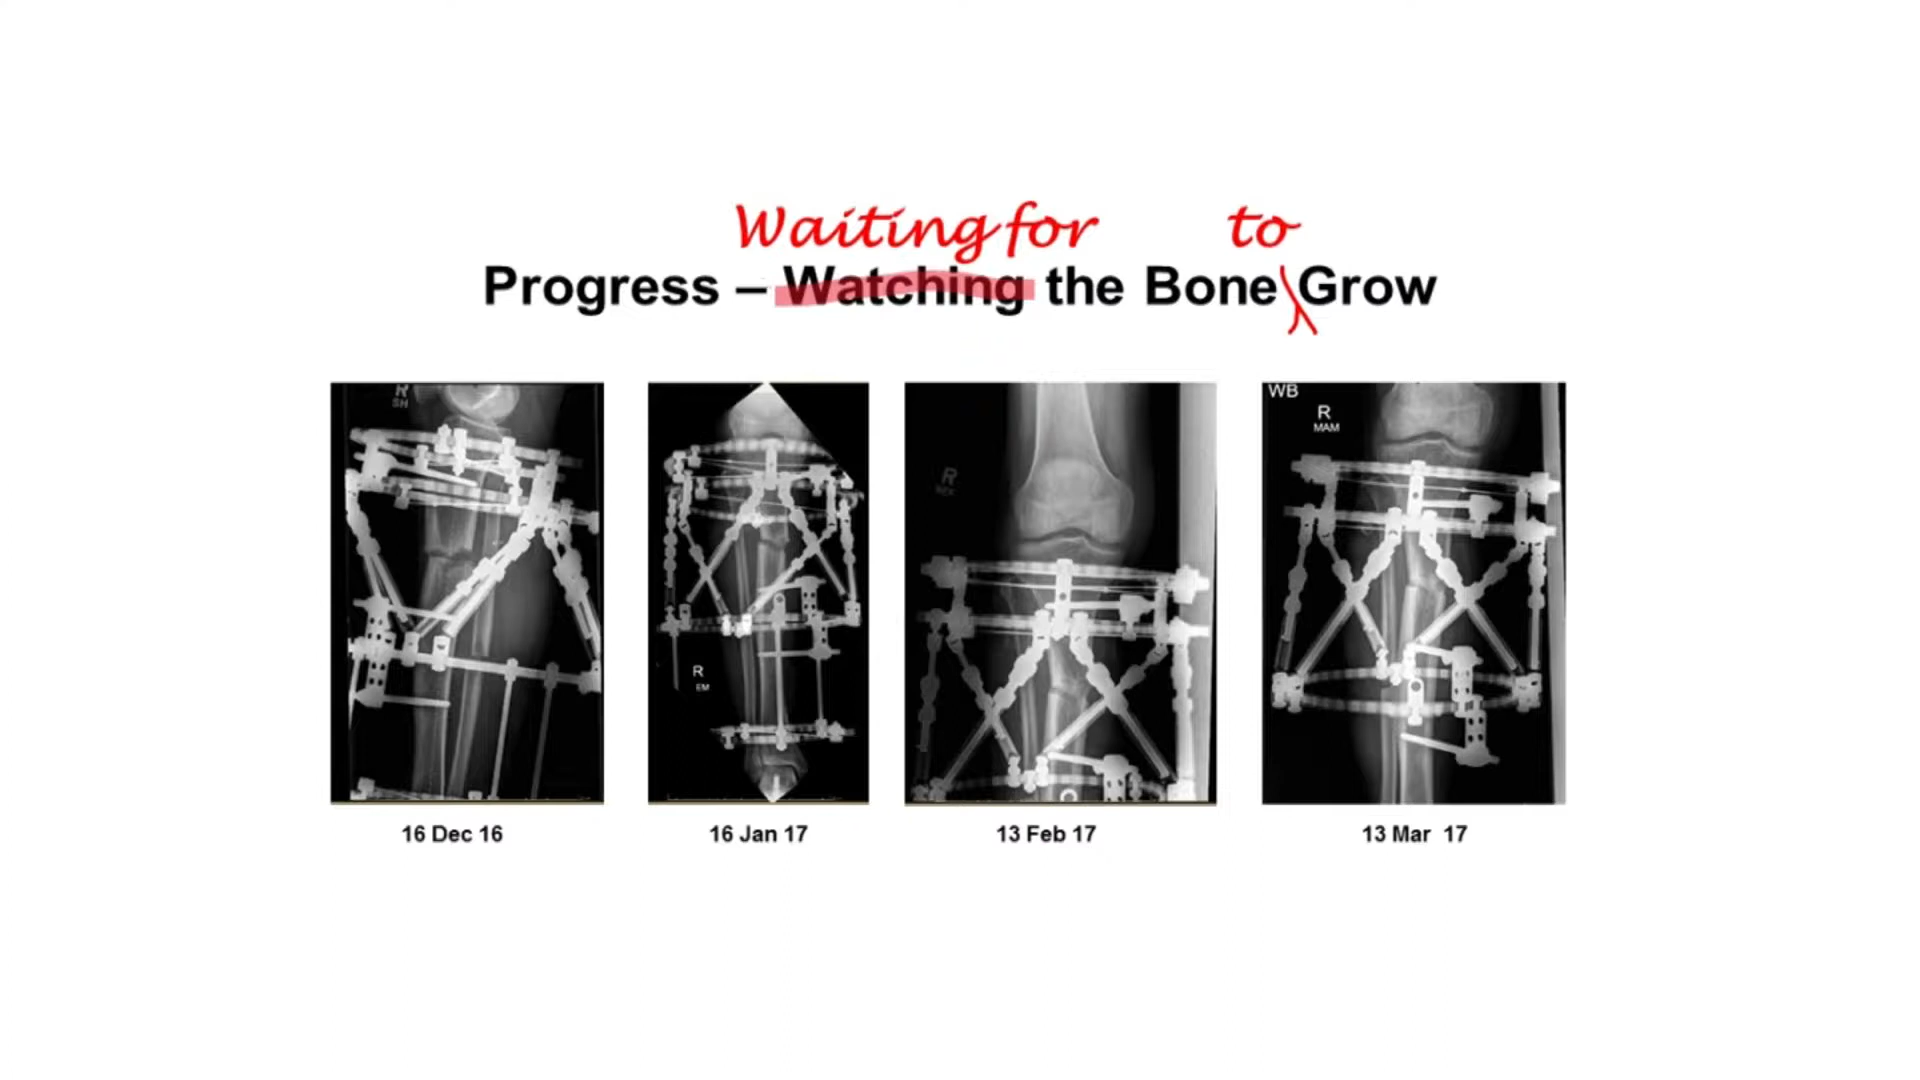 Waiting for to
Progress – Watching the Bone Grow
R
SH
R
EM
R
WB
R
MAM
16 Dec 16
16 Jan 17
13 Feb 17
13 Mar 17